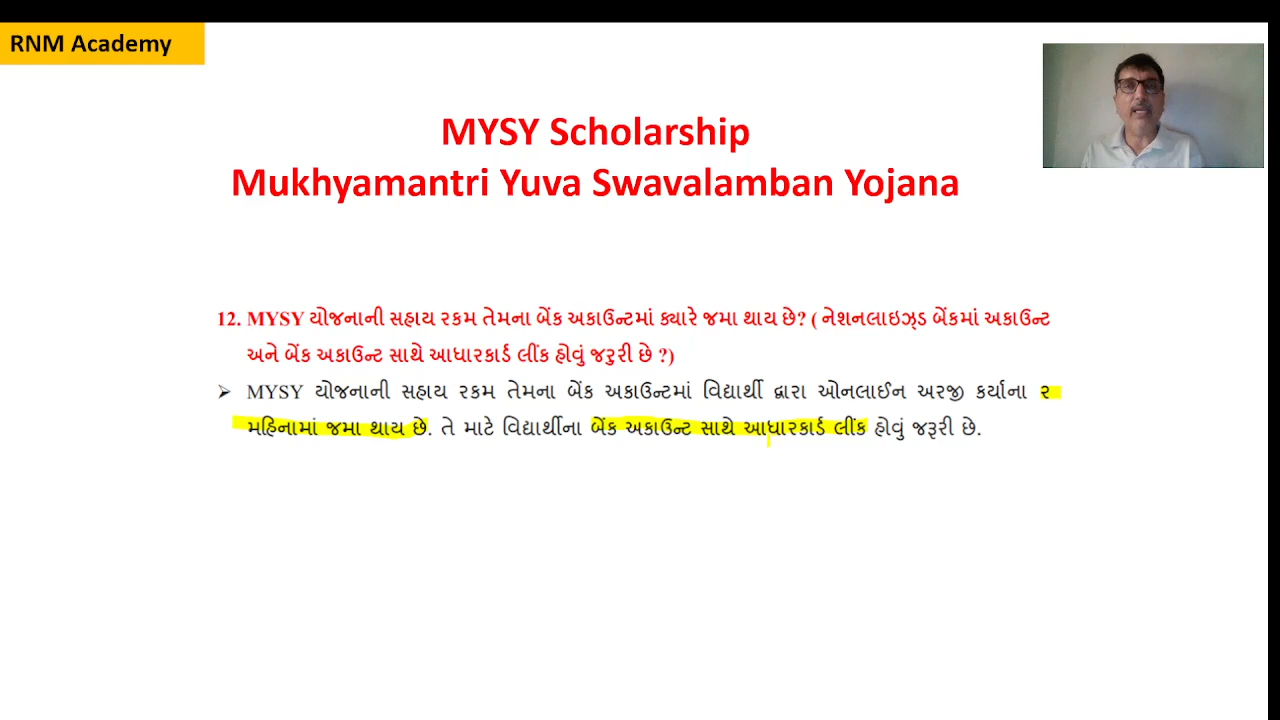 RNM Academy
MYSY Scholarship
Mukhyamantri Yuva Swavalamban Yojana
12. MYSY યોજનાની સહાય રકમ તેમના બેંક અકાઉન્ટમાં ક્યારે જમા થાય છે? ( નેશનલાઇઝ્ડ બેંકમાં અકાઉન્ટ
અને બેંક અકાઉન્ટ સાથે આધારકાર્ડ લીંક હોવું જરુરી છે ?)
➢ MYSY યોજનાની સહાય રકમ તેમના બેંક અકાઉન્ટમાં વિદ્યાર્થી દ્વારા ઓનલાઈન અરજી કર્યાના ૨
મહિનામાં જમા થાય છે. તે માટે વિદ્યાર્થીના બેંક અકાઉન્ટ સાથે આધારકાર્ડ લીંક હોવું જરૂરી છે.